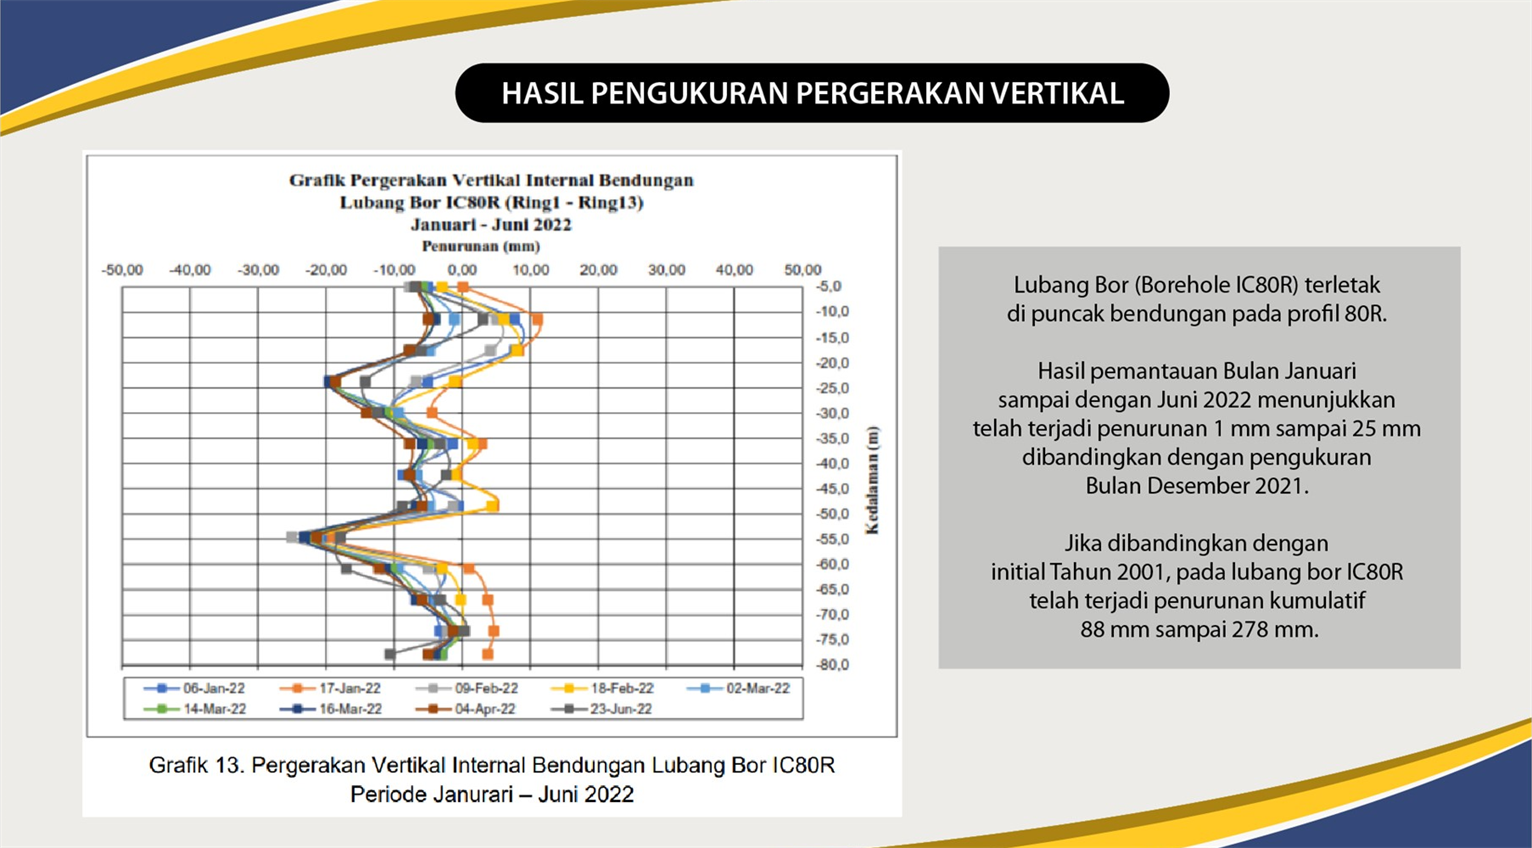 HASIL PENGUKURAN PERGERAKAN VERTIKAL
Grafik Pergerakan Vertikal Internal Bendungan
Lubang Bor IC80R (Ring1 - Ring13)
Januari - Juni 2022
Penurunan (mm)
-50,00 -40,00 -30,00 -20,00 -10,00 0,00 10,00 20,00 30,00 40,00 50,00
-5,0
-10,0
-15,0
-20,0
-25,0
-30,0
-35,0
-40,0
-45,0
-50,0
-55,0
-60,0
-65,0
-70,0
-75,0
-80,0
Kedalaman (m)
06-Jan-22 17-Jan-22 09-Feb-22 18-Feb-22 02-Mar-22
14-Mar-22 16-Mar-22 04-Apr-22 23-Jun-22
Grafik 13. Pergerakan Vertikal Internal Bendungan Lubang Bor IC80R
Periode Janurari – Juni 2022
Lubang Bor (Borehole IC80R) terletak
di puncak bendungan pada profil 80R.
Hasil pemantauan Bulan Januari
sampai dengan Juni 2022 menunjukkan
telah terjadi penurunan 1 mm sampai 25 mm
dibandingkan dengan pengukuran
Bulan Desember 2021.
Jika dibandingkan dengan
initial Tahun 2001, pada lubang bor IC80R
telah terjadi penurunan kumulatif
88 mm sampai 278 mm.